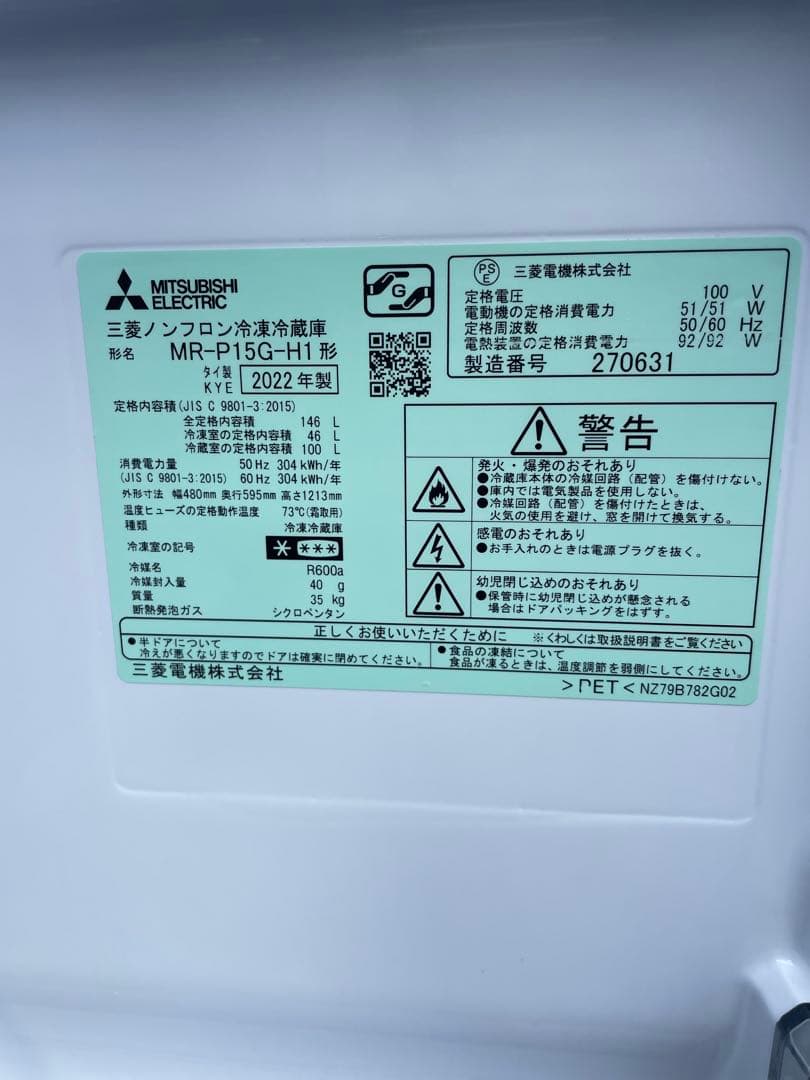 MITSUBISHI
ELECTRIC
三菱ノンフロン冷凍冷蔵庫
形名 MR-P15G-H1形
タイ製
KYE 2022年製
定格内容積(JIS C 9801-3:2015)
全定格内容積 146 L
冷凍室の定格内容積 46 L
冷蔵室の定格内容積 100 L
消費電力量 50 Hz 304 kWh/年
(JIS C 9801-3:2015) 60 Hz 304 kWh/年
外形寸法 幅480mm 奥行595mm 高さ1213mm
温度ヒューズの定格動作温度 73℃(霜取用)
種類 冷凍冷蔵庫
冷凍室の記号
冷媒名 R600a
冷媒封入量 40 g
質量 35 kg
断熱発泡ガス シクロペンタン
G
PS
E
三菱電機株式会社
定格電圧 100 V
電動機の定格消費電力 51/51 W
定格周波数 50/60 Hz
電熱装置の定格消費電力 92/92 W
製造番号 270631
警告
発火・爆発のおそれあり
●冷蔵庫本体の冷媒回路(配管)を傷付けない。
●庫内では電気製品を使用しない。
●冷媒回路(配管)を傷付けたときは、
火気の使用を避け、窓を開けて換気する。
感電のおそれあり
●お手入れのときは電源プラグを抜く。
幼児閉じ込めのおそれあり
●保管時に幼児閉込が懸念される
場合はドアパッキングをはずす。
正しくお使いいただくために ※くわしくは取扱説明書をご覧ください
●半ドアについて
冷えが悪くなりますのでドアは確実に閉めてください。
●食品の凍結について
食品が凍るときは、温度調節を弱側にしてください。
三菱電機株式会社
>PET< NZ79B782G02